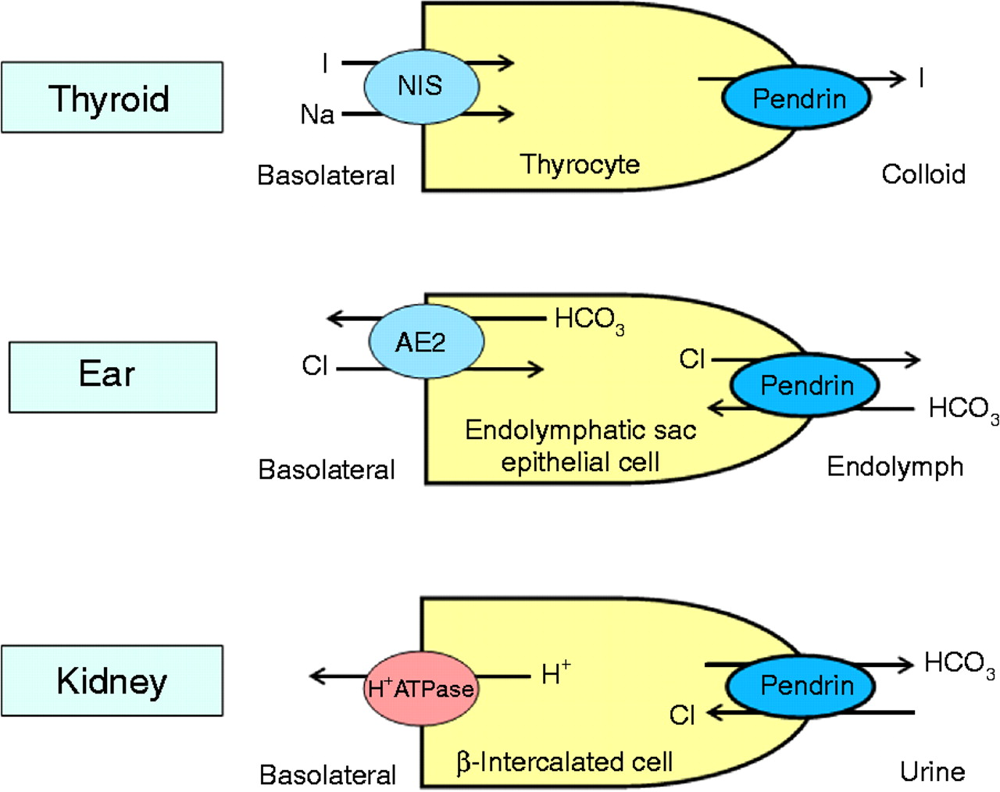 Thyroid
I
Na
NIS
Pendrin
I
Basolateral
Thyrocyte
Colloid
Ear
HCO3
AE2
Cl
Cl
Pendrin
HCO3
Endolymphatic sac
epithelial cell
Basolateral
Endolymph
Kidney
H+ATPase
H+
Pendrin
HCO3
Cl
β-Intercalated cell
Basolateral
Urine